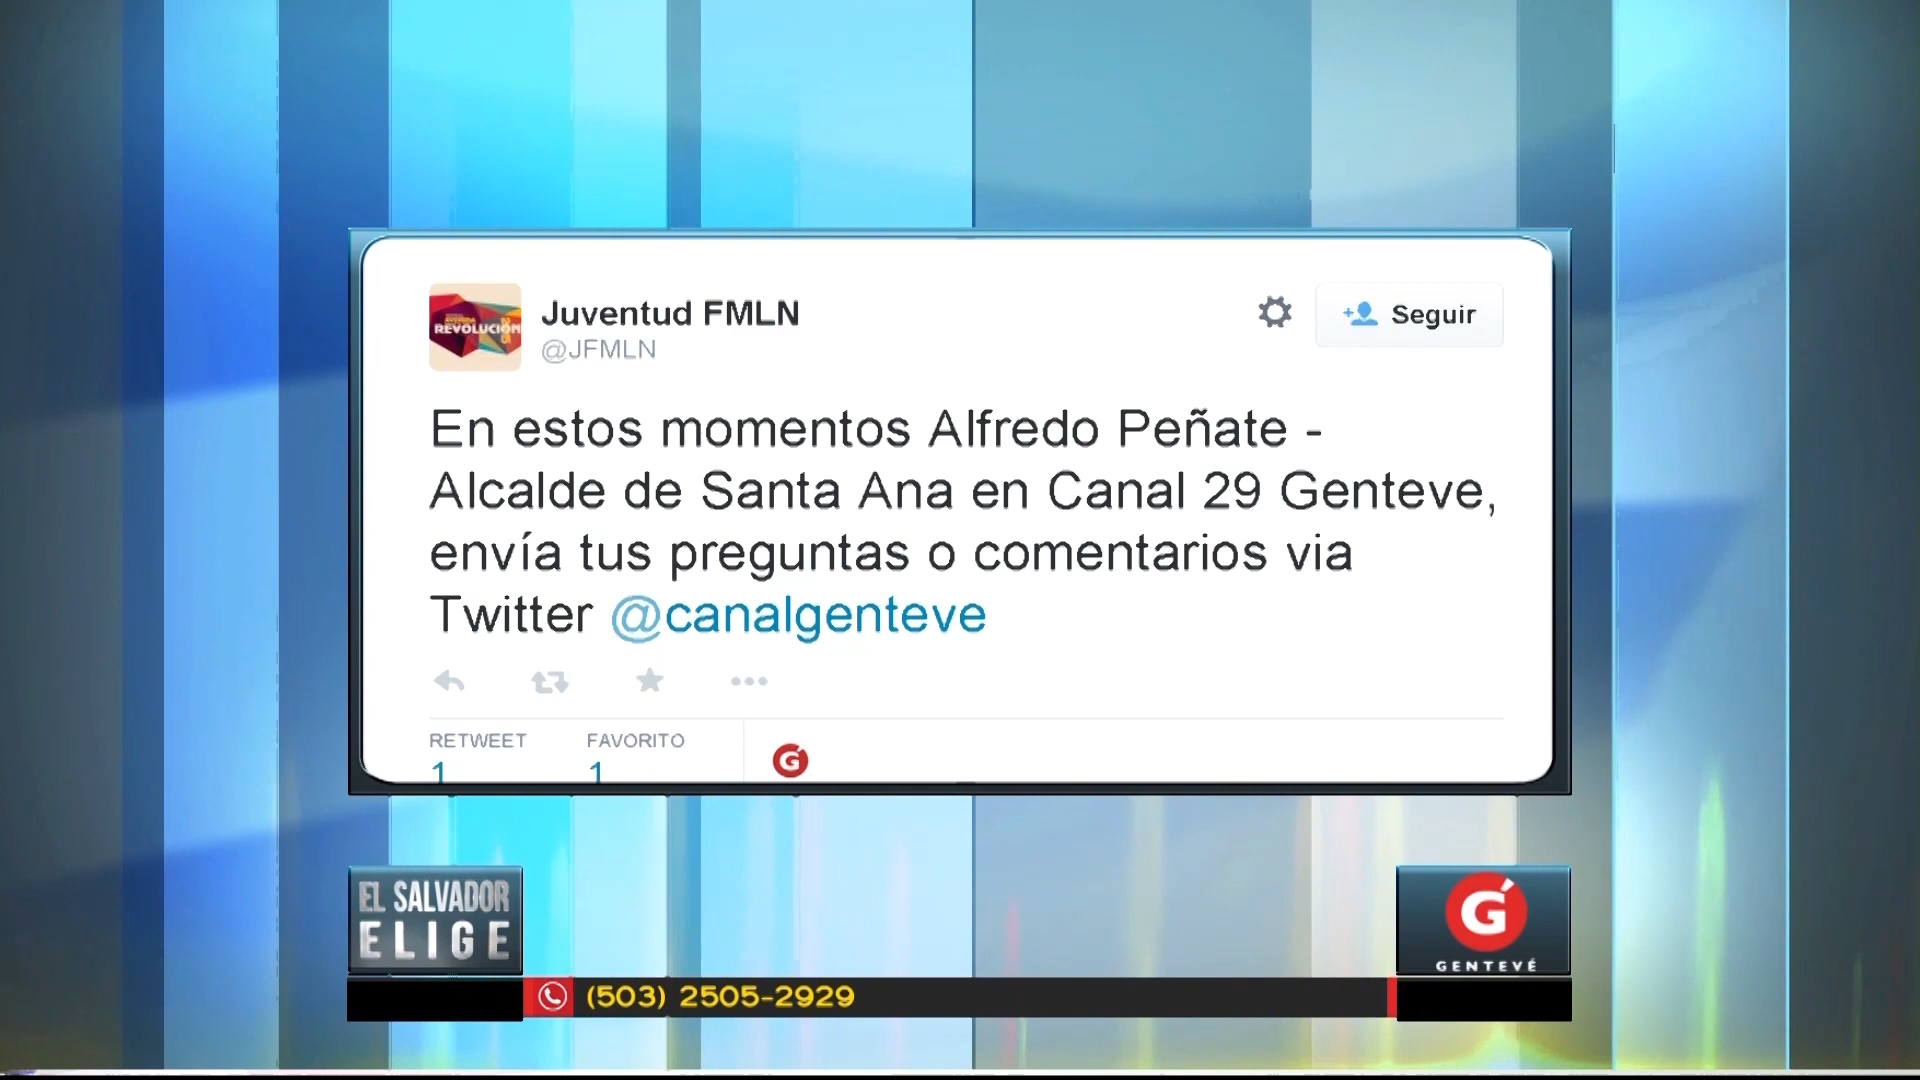 REVOLUCIÓN
Juventud FMLN
@JFMLN
Seguir
En estos momentos Alfredo Peñate -
Alcalde de Santa Ana en Canal 29 Genteve,
envía tus preguntas o comentarios via
Twitter @canalgenteve
RETWEET FAVORITO
1 1
G
EL SALVADOR
ELIGE
G
GENTEVÉ
(503) 2505-2929